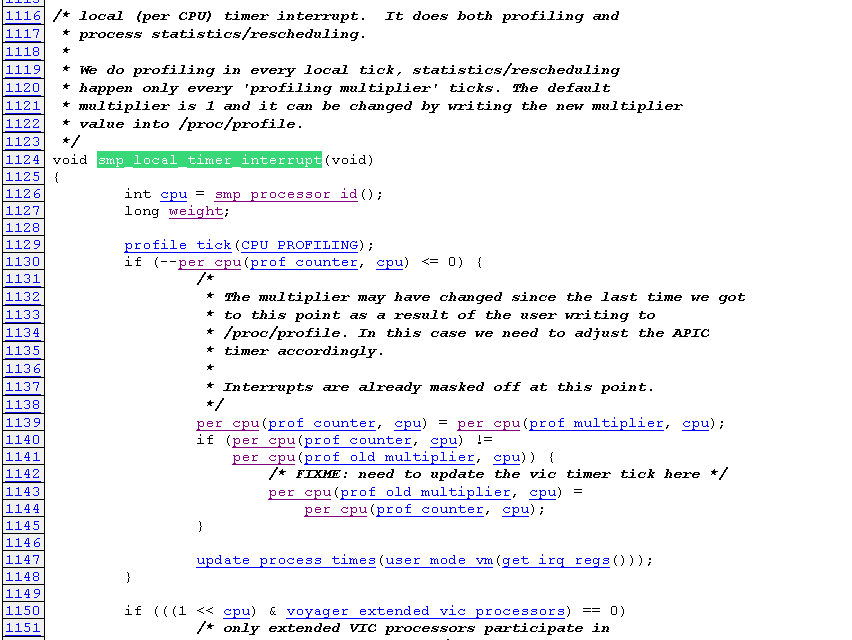 1115
1116 /* local (per CPU) timer interrupt.  It does both profiling and
1117  * process statistics/rescheduling.
1118  *
1119  * We do profiling in every local tick, statistics/rescheduling
1120  * happen only every 'profiling multiplier' ticks. The default
1121  * multiplier is 1 and it can be changed by writing the new multiplier
1122  * value into /proc/profile.
1123  */
1124 void smp_local_timer_interrupt(void)
1125 {
1126         int cpu = smp_processor_id();
1127         long weight;
1128
1129         profile_tick(CPU_PROFILING);
1130         if (--per_cpu(prof_counter, cpu) <= 0) {
1131                 /*
1132                  * The multiplier may have changed since the last time we got
1133                  * to this point as a result of the user writing to
1134                  * /proc/profile. In this case we need to adjust the APIC
1135                  * timer accordingly.
1136                  *
1137                  * Interrupts are already masked off at this point.
1138                  */
1139                 per_cpu(prof_counter, cpu) = per_cpu(prof_multiplier, cpu);
1140                 if (per_cpu(prof_counter, cpu) !=
1141                     per_cpu(prof_old_multiplier, cpu)) {
1142                         /* FIXME: need to update the vic timer tick here */
1143                         per_cpu(prof_old_multiplier, cpu) =
1144                             per_cpu(prof_counter, cpu);
1145                 }
1146
1147                 update_process_times(user_mode_vm(get_irq_regs()));
1148         }
1149
1150         if (((1 << cpu) & voyager_extended_vic_processors) == 0)
1151                 /* only extended VIC processors participate in